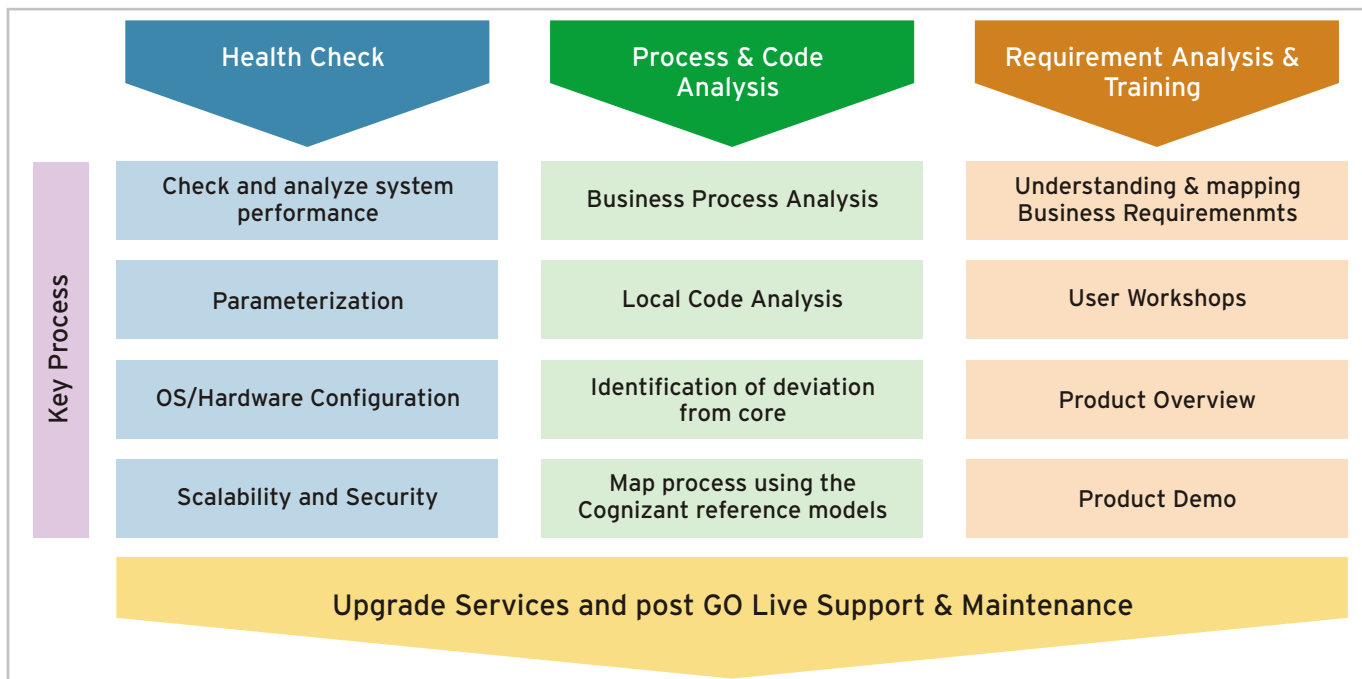 Health Check
Process & Code
Analysis
Requirement Analysis &
Training
Key Process
Check and analyze system
performance
Business Process Analysis
Understanding & mapping
Business Requiremenmts
Parameterization
Local Code Analysis
User Workshops
OS/Hardware Configuration
Identification of deviation
from core
Product Overview
Scalability and Security
Map process using the
Cognizant reference models
Product Demo
Upgrade Services and post GO Live Support & Maintenance